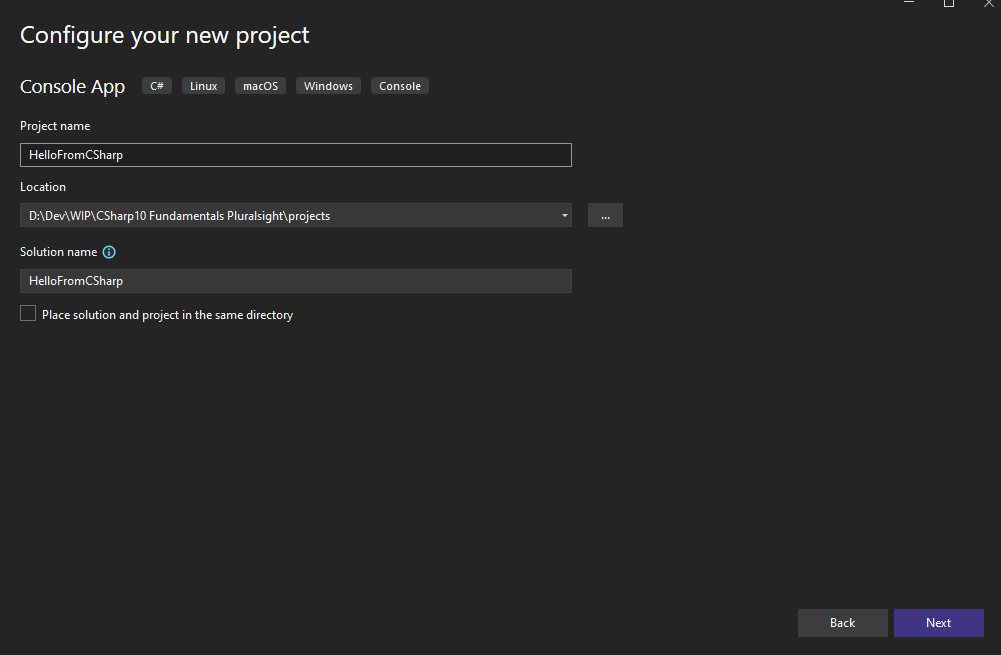 Configure your new project
Console App C# Linux macOS Windows Console
Project name
HelloFromCSharp
Location
D:\Dev\WIP\CSharp10 Fundamentals Pluralsight\projects ...
Solution name
HelloFromCSharp
Place solution and project in the same directory
Back Next